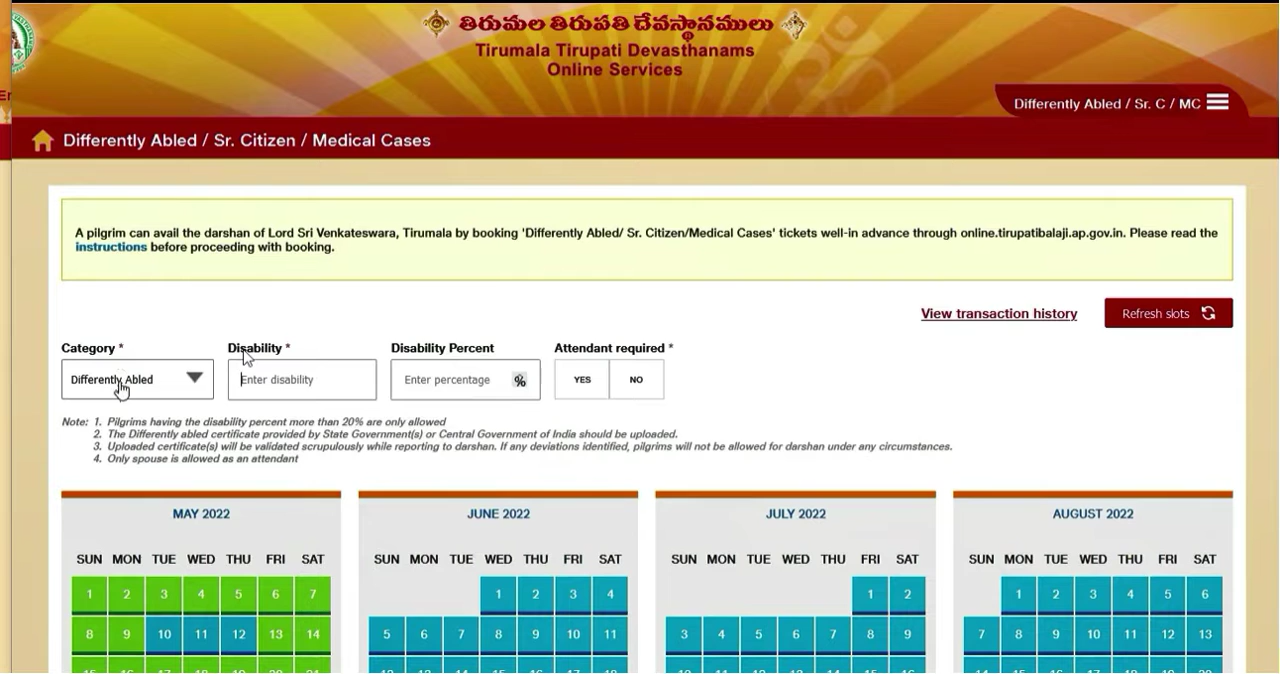 తిరుమల తిరుపతి దేవస్థానములు
Tirumala Tirupati Devasthanams
Online Services
Differently Abled / Sr. C / MC
Differently Abled / Sr. Citizen / Medical Cases
A pilgrim can avail the darshan of Lord Sri Venkateswara, Tirumala by booking 'Differently Abled/ Sr. Citizen/Medical Cases' tickets well-in advance through online.tirupatibalaji.ap.gov.in. Please read the
instructions before proceeding with booking.
View transaction history
Refresh slots
Category * Disability * Disability Percent Attendant required *
Differently Abled Enter disability Enter percentage % YES NO
Note: 1. Pilgrims having the disability percent more than 20% are only allowed
2. The Differently abled certificate provided by State Government(s) or Central Government of India should be uploaded.
3. Uploaded certificate(s) will be validated scrupulously while reporting to darshan. If any deviations identified, pilgrims will not be allowed for darshan under any circumstances.
4. Only spouse is allowed as an attendant
MAY 2022 JUNE 2022 JULY 2022 AUGUST 2022
SUN MON TUE WED THU FRI SAT SUN MON TUE WED THU FRI SAT SUN MON TUE WED THU FRI SAT SUN MON TUE WED THU FRI SAT
1 2 3 4 5 6 7 1 2 3 4 1 2 1 2 3 4 5 6
8 9 10 11 12 13 14 5 6 7 8 9 10 11 3 4 5 6 7 8 9 7 8 9 10 11 12 13